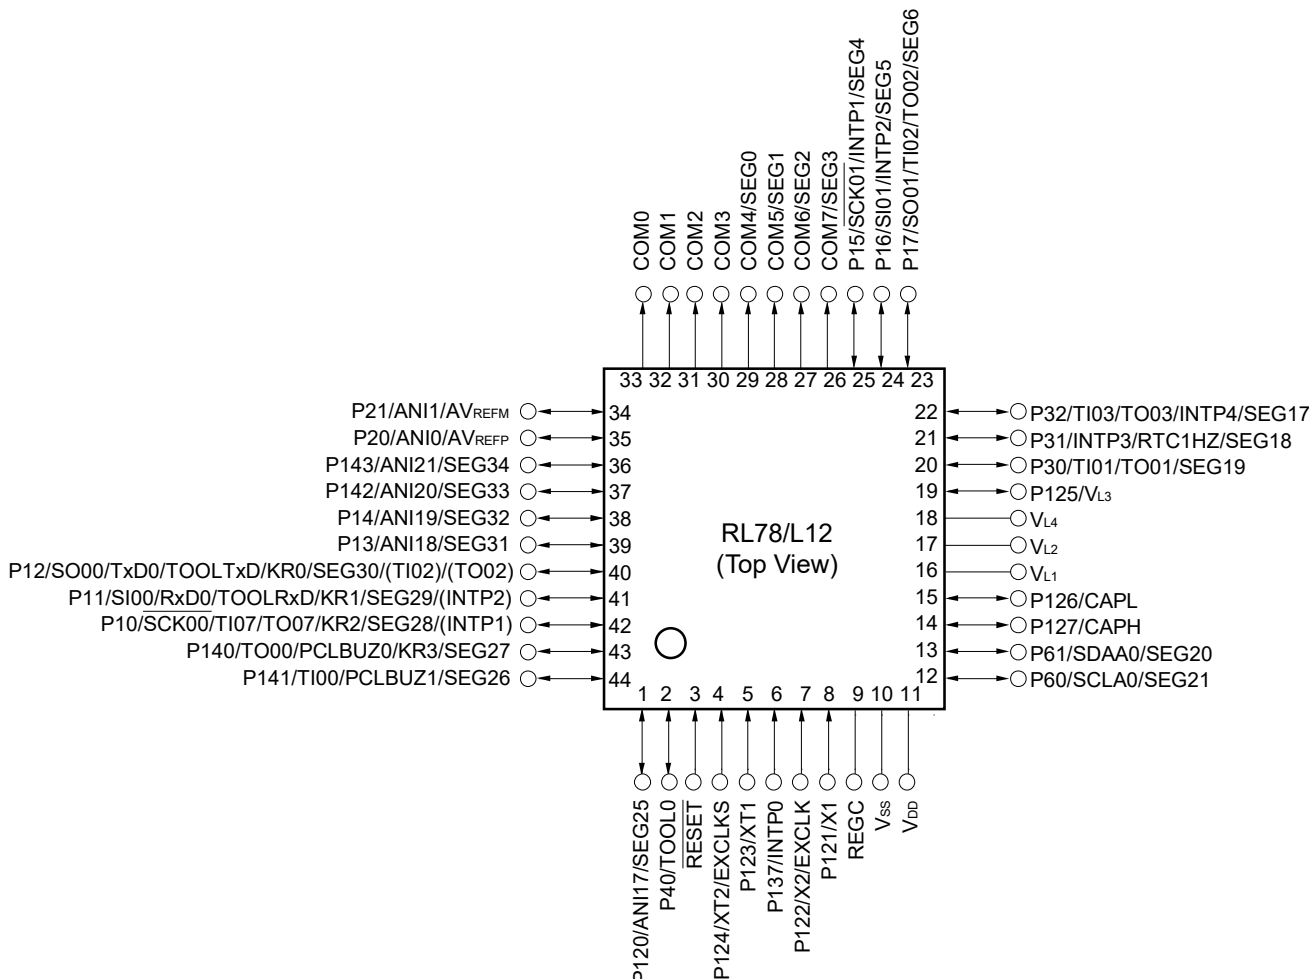 COM0
COM1
COM2
COM3
COM4/SEG0
COM5/SEG1
COM6/SEG2
COM7/SEG3
P15/SCK01/INTP1/SEG4
P16/SI01/INTP2/SEG5
P17/SO01/TI02/TO02/SEG6
33 32 31 30 29 28 27 26 25 24 23
P21/ANI1/AVREFM 34
P20/ANI0/AVREFP 35
P143/ANI21/SEG34 36
P142/ANI20/SEG33 37
P14/ANI19/SEG32 38
P13/ANI18/SEG31 39
P12/SO00/TxD0/TOOLTxD/KR0/SEG30/(TI02)/(TO02) 40
P11/SI00/RxD0/TOOLRxD/KR1/SEG29/(INTP2) 41
P10/SCK00/TI07/TO07/KR2/SEG28/(INTP1) 42
P140/TO00/PCLBUZ0/KR3/SEG27 43
P141/TI00/PCLBUZ1/SEG26 44
RL78/L12
(Top View)
22 P32/TI03/TO03/INTP4/SEG17
21 P31/INTP3/RTC1HZ/SEG18
20 P30/TI01/TO01/SEG19
19 P125/VL3
18 VL4
17 VL2
16 VL1
15 P126/CAPL
14 P127/CAPH
13 P61/SDAA0/SEG20
12 P60/SCLA0/SEG21
1 2 3 4 5 6 7 8 9 10 11
P120/ANI17/SEG25
P40/TOOL0
RESET
P124/XT2/EXCLKS
P123/XT1
P137/INTP0
P122/X2/EXCLK
P121/X1
REGC
VSS
VDD